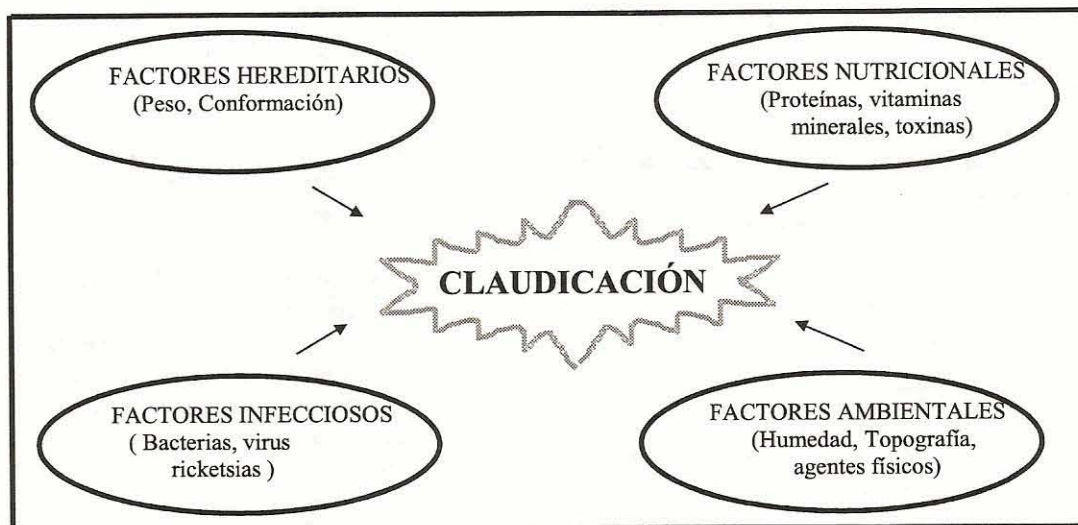 FACTORES HEREDITARIOS
(Peso, Conformación)
FACTORES NUTRICIONALES
(Proteínas, vitaminas
minerales, toxinas)
CLAUDICACIÓN
FACTORES INFECCIOSOS
( Bacterias, virus
ricketsias )
FACTORES AMBIENTALES
(Humedad, Topografía,
agentes físicos)